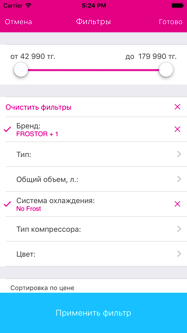 Carrier 5:24 PM
Отмена Фильтры Готово
от 42 990 тг. до 179 990 тг.
Очистить фильтры
Бренд:
FROSTOR + 1
Тип:
Общий объем, л.:
Система охлаждения:
No Frost
Тип компрессора:
Цвет:
Сортировка по цене
Применить фильтр